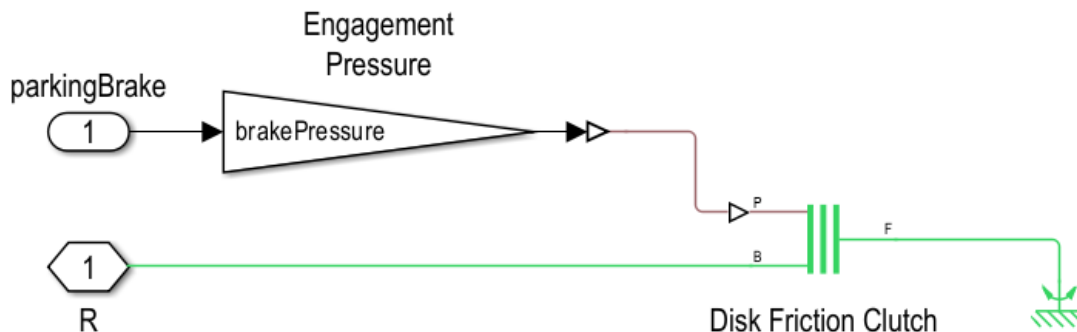 Engagement
Pressure
parkingBrake
1
brakePressure
P
F
B
1
R
Disk Friction Clutch